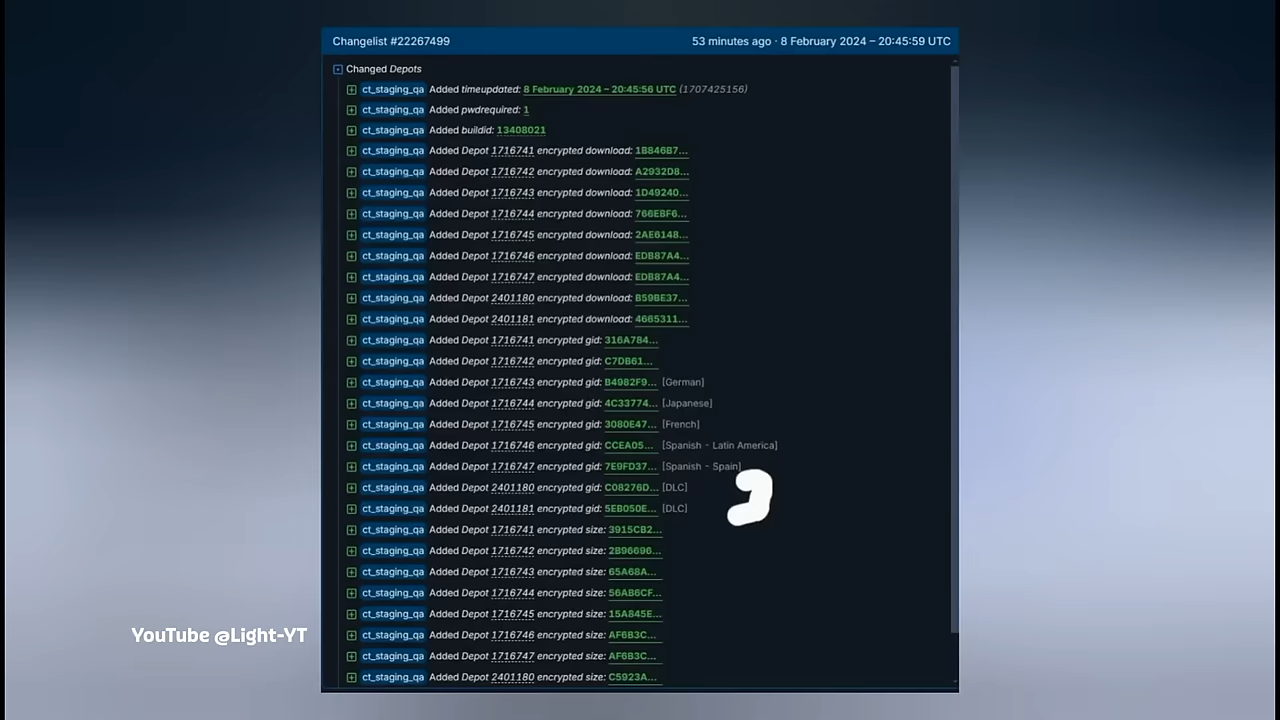 Changelist #22267499 53 minutes ago · 8 February 2024 – 20:45:59 UTC
Changed Depots
ct_staging_qa Added timeupdated: 8 February 2024 – 20:45:56 UTC (1707425156)
ct_staging_qa Added pwdrequired: 1
ct_staging_qa Added buildid: 13408021
ct_staging_qa Added Depot 1716741 encrypted download: 1B846B7...
ct_staging_qa Added Depot 1716742 encrypted download: A2932D8...
ct_staging_qa Added Depot 1716743 encrypted download: 1D49240...
ct_staging_qa Added Depot 1716744 encrypted download: 766EBF6...
ct_staging_qa Added Depot 1716745 encrypted download: 2AE6148...
ct_staging_qa Added Depot 1716746 encrypted download: EDB87A4...
ct_staging_qa Added Depot 1716747 encrypted download: EDB87A4...
ct_staging_qa Added Depot 2401180 encrypted download: B59BE37...
ct_staging_qa Added Depot 2401181 encrypted download: 4665311...
ct_staging_qa Added Depot 1716741 encrypted gid: 316A784...
ct_staging_qa Added Depot 1716742 encrypted gid: C7DB61...
ct_staging_qa Added Depot 1716743 encrypted gid: B4982F9... [German]
ct_staging_qa Added Depot 1716744 encrypted gid: 4C33774... [Japanese]
ct_staging_qa Added Depot 1716745 encrypted gid: 3080E47... [French]
ct_staging_qa Added Depot 1716746 encrypted gid: CCEA05... [Spanish - Latin America]
ct_staging_qa Added Depot 1716747 encrypted gid: 7E9FD37... [Spanish - Spain]
ct_staging_qa Added Depot 2401180 encrypted gid: C08276D... [DLC]
ct_staging_qa Added Depot 2401181 encrypted gid: 5EB050E... [DLC]
ct_staging_qa Added Depot 1716741 encrypted size: 3915CB2...
ct_staging_qa Added Depot 1716742 encrypted size: 2B96696...
ct_staging_qa Added Depot 1716743 encrypted size: 65A68A...
ct_staging_qa Added Depot 1716744 encrypted size: 56AB6CF...
ct_staging_qa Added Depot 1716745 encrypted size: 15A845E...
ct_staging_qa Added Depot 1716746 encrypted size: AF6B3C...
ct_staging_qa Added Depot 1716747 encrypted size: AF6B3C...
ct_staging_qa Added Depot 2401180 encrypted size: C5923A...
YouTube @Light-YT